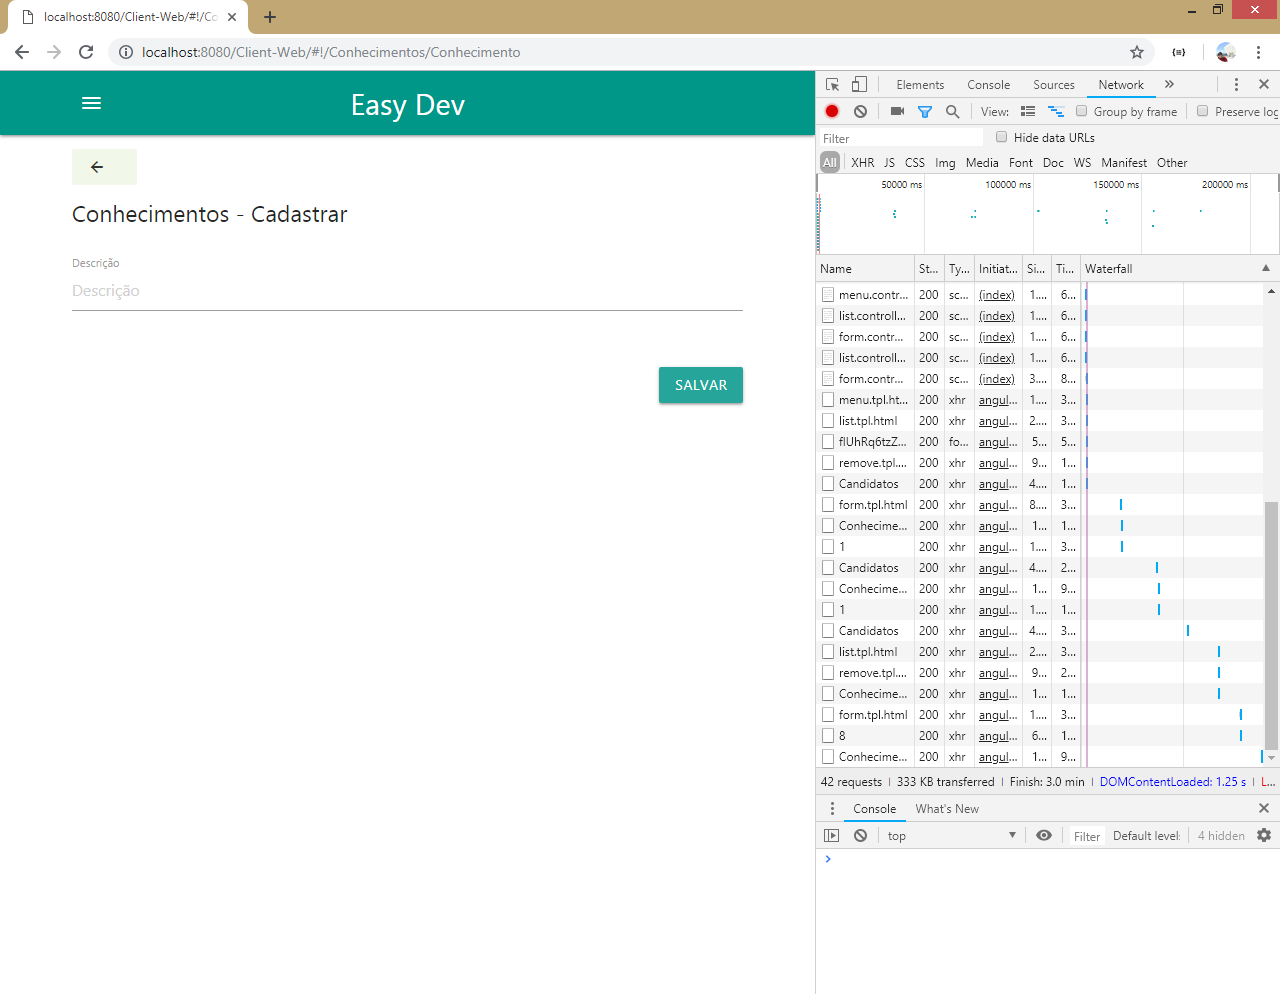 localhost:8080/Client-Web/#!/Co
localhost:8080/Client-Web/#!/Conhecimentos/Conhecimento
Easy Dev
Conhecimentos - Cadastrar
Descrição
Descrição
SALVAR
Elements Console Sources Network
View: Group by frame Preserve log
Filter Hide data URLs
All XHR JS CSS Img Media Font Doc WS Manifest Other
50000 ms 100000 ms 150000 ms 200000 ms
Name St... Ty... Initiat... Si... Ti... Waterfall
menu.contr... 200 sc... (index) 1.... 6...
list.controll... 200 sc... (index) 1.... 6...
form.contr... 200 sc... (index) 1.... 6...
list.controll... 200 sc... (index) 1.... 6...
form.contr... 200 sc... (index) 3.... 8...
menu.tpl.ht... 200 xhr angul... 1.... 3...
list.tpl.html 200 xhr angul... 2.... 3...
flUhRq6tzZ... 200 fo... angul... 5... 5...
remove.tpl.... 200 xhr angul... 9... 1...
Candidatos 200 xhr angul... 4.... 1...
form.tpl.html 200 xhr angul... 8.... 3...
Conhecime... 200 xhr angul... 1... 1...
1 200 xhr angul... 1.... 3...
Candidatos 200 xhr angul... 4.... 2...
Conhecime... 200 xhr angul... 1... 9...
1 200 xhr angul... 1.... 1...
Candidatos 200 xhr angul... 4.... 3...
list.tpl.html 200 xhr angul... 2.... 3...
remove.tpl.... 200 xhr angul... 9... 2...
Conhecime... 200 xhr angul... 1... 1...
form.tpl.html 200 xhr angul... 1.... 3...
8 200 xhr angul... 6... 1...
Conhecime... 200 xhr angul... 1... 9...
42 requests | 333 KB transferred | Finish: 3.0 min | DOMContentLoaded: 1.25 s | L...
Console What's New
top Filter Default level: 4 hidden